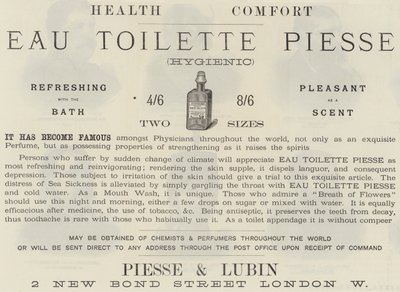 HEALTH COMFORT
EAU TOILETTE PIESSE
(HYGIENIC)
REFRESHING
WITH THE
BATH
4/6
TWO
8/6
SIZES
PLEASANT
AS A
SCENT
IT HAS BECOME FAMOUS amongst Physicians throughout the world, not only as an exquisite
Perfume, but as possessing properties of strengthening as it raises the spirits
Persons who suffer by sudden change of climate will appreciate EAU TOILETTE PIESSE as
most refreshing and reinvigorating; rendering the skin supple, it dispels languor, and consequent
depression. Those subject to irritation of the skin should give a trial to this exquisite article. The
distress of Sea Sickness is alleviated by simply gargling the throat with EAU TOILETTE PIESSE
and cold water. As a Mouth Wash, it is unique. Those who admire a "Breath of Flowers"
should use this night and morning, either a few drops on sugar or mixed with water. It is equally
efficacious after medicine, the use of tobacco, &c. Being antiseptic, it preserves the teeth from decay,
thus toothache is rare with those who habitually use it. As a toilet appendage it is without compeer
MAY BE OBTAINED OF CHEMISTS & PERFUMERS THROUGHOUT THE WORLD
OR WILL BE SENT DIRECT TO ANY ADDRESS THROUGH THE POST OFFICE UPON RECEIPT OF COMMAND
PIESSE & LUBIN
2 NEW BOND STREET LONDON W.